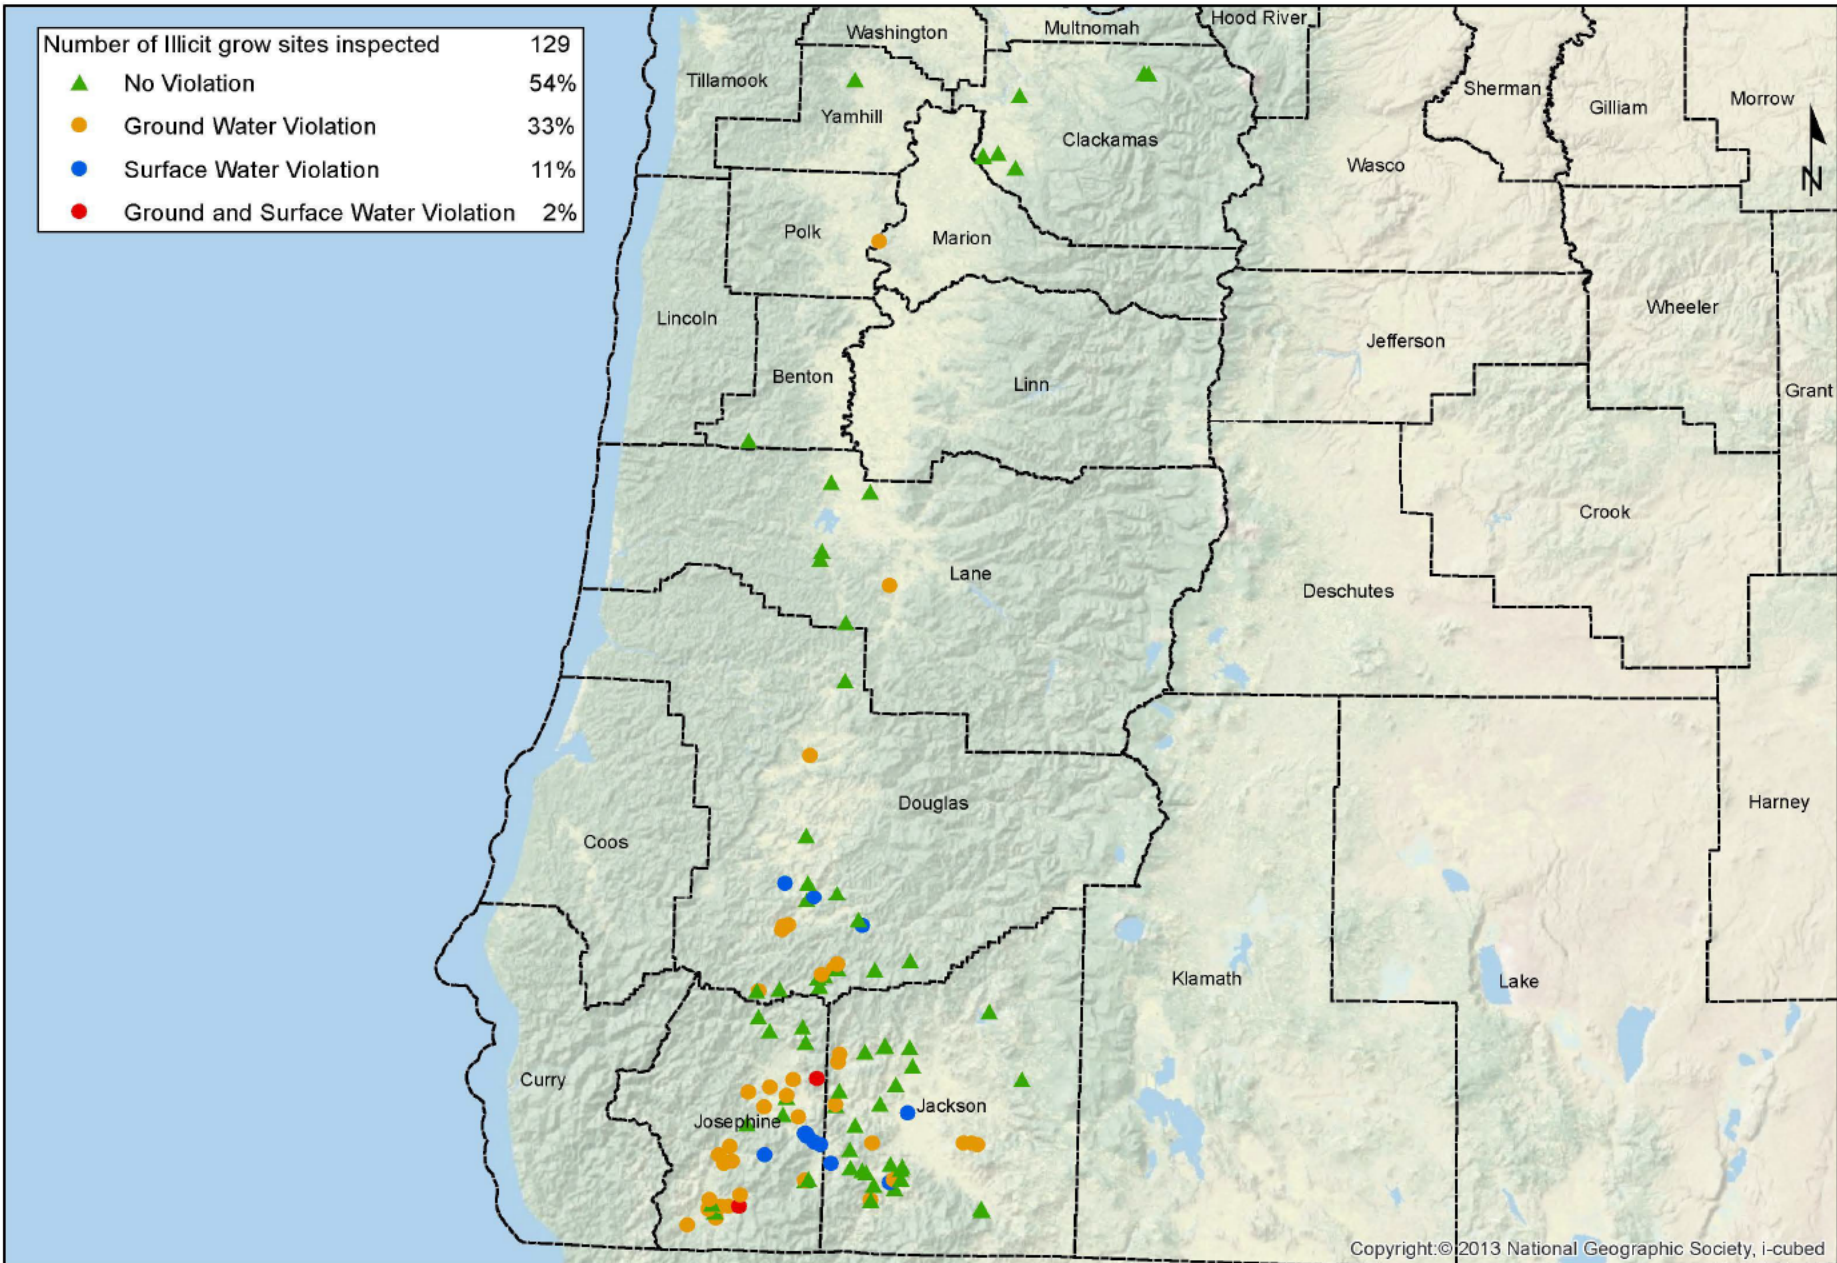 Number of Illicit grow sites inspected 129
No Violation 54%
Ground Water Violation 33%
Surface Water Violation 11%
Ground and Surface Water Violation 2%
Hood River
Washington
Multnomah
Tillamook
Sherman
Gilliam
Morrow
Yamhill
Clackamas
Wasco
N
Polk
Marion
Lincoln
Wheeler
Jefferson
Benton
Linn
Grant
Crook
Lane
Deschutes
Douglas
Harney
Coos
Klamath
Lake
Curry
Josephine
Jackson
Copyright:© 2013 National Geographic Society, i-cubed